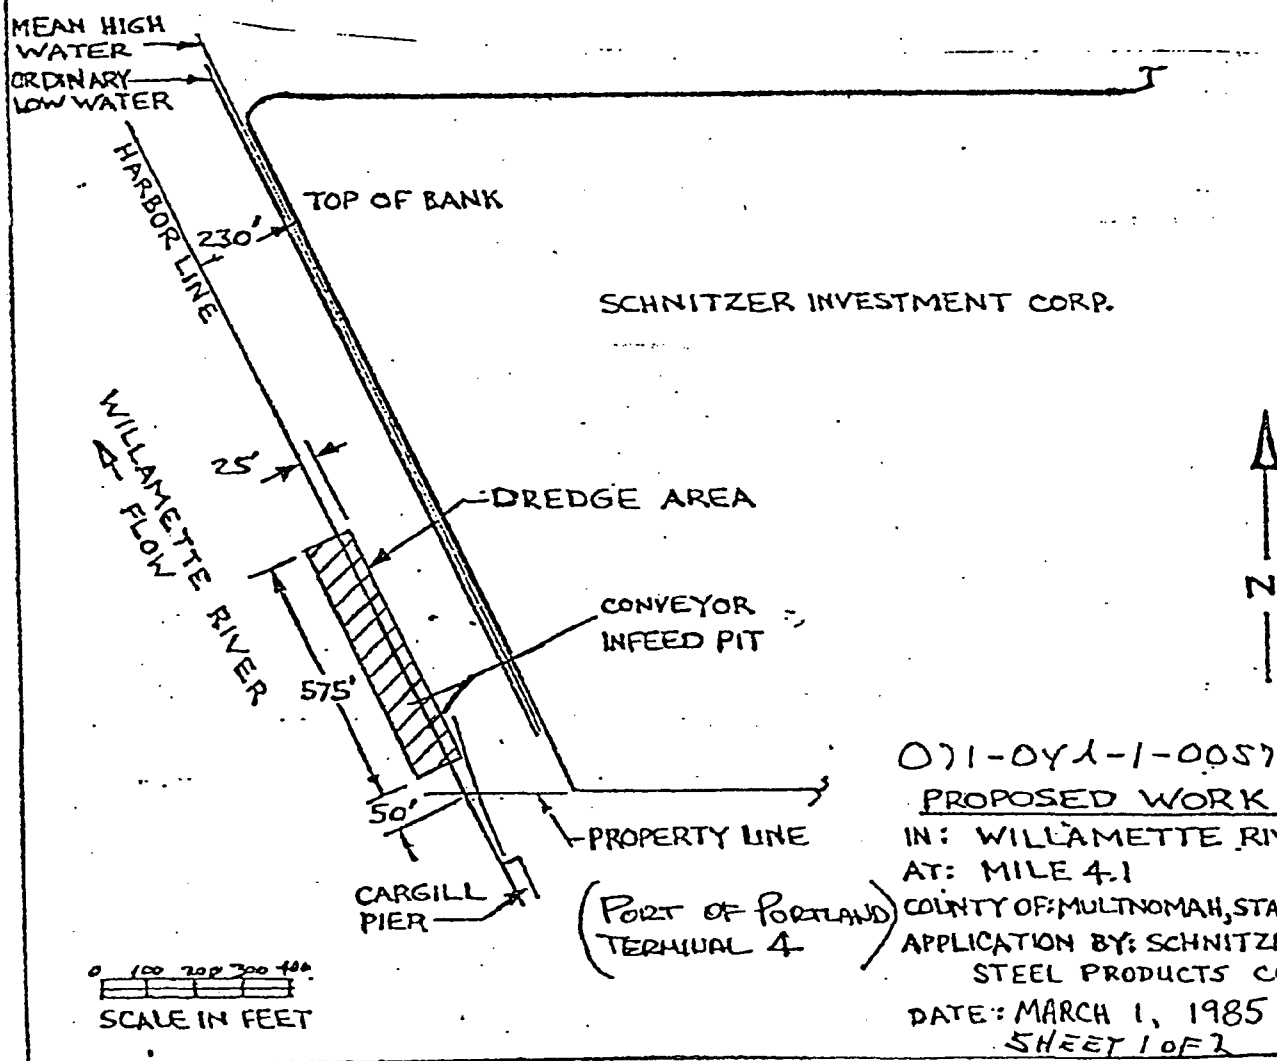 MEAN HIGH
WATER
ORDINARY
LOW WATER
HARBOR LINE
230'
TOP OF BANK
SCHNITZER INVESTMENT CORP.
WILLAMETTE RIVER
FLOW
25'
DREDGE AREA
CONVEYOR
INFEED PIT
N
575'
50'
PROPERTY LINE
CARGILL
PIER
(PORT OF PORTLAND
TERMINAL 4)
0 100 200 300 400
SCALE IN FEET
PROPOSED WORK
IN: WILLAMETTE RI
AT: MILE 4.1
COUNTY OF: MULTNOMAH, STA
APPLICATION BY: SCHNITZE
STEEL PRODUCTS CO
DATE: MARCH 1, 1985
SHEET 1 OF 2